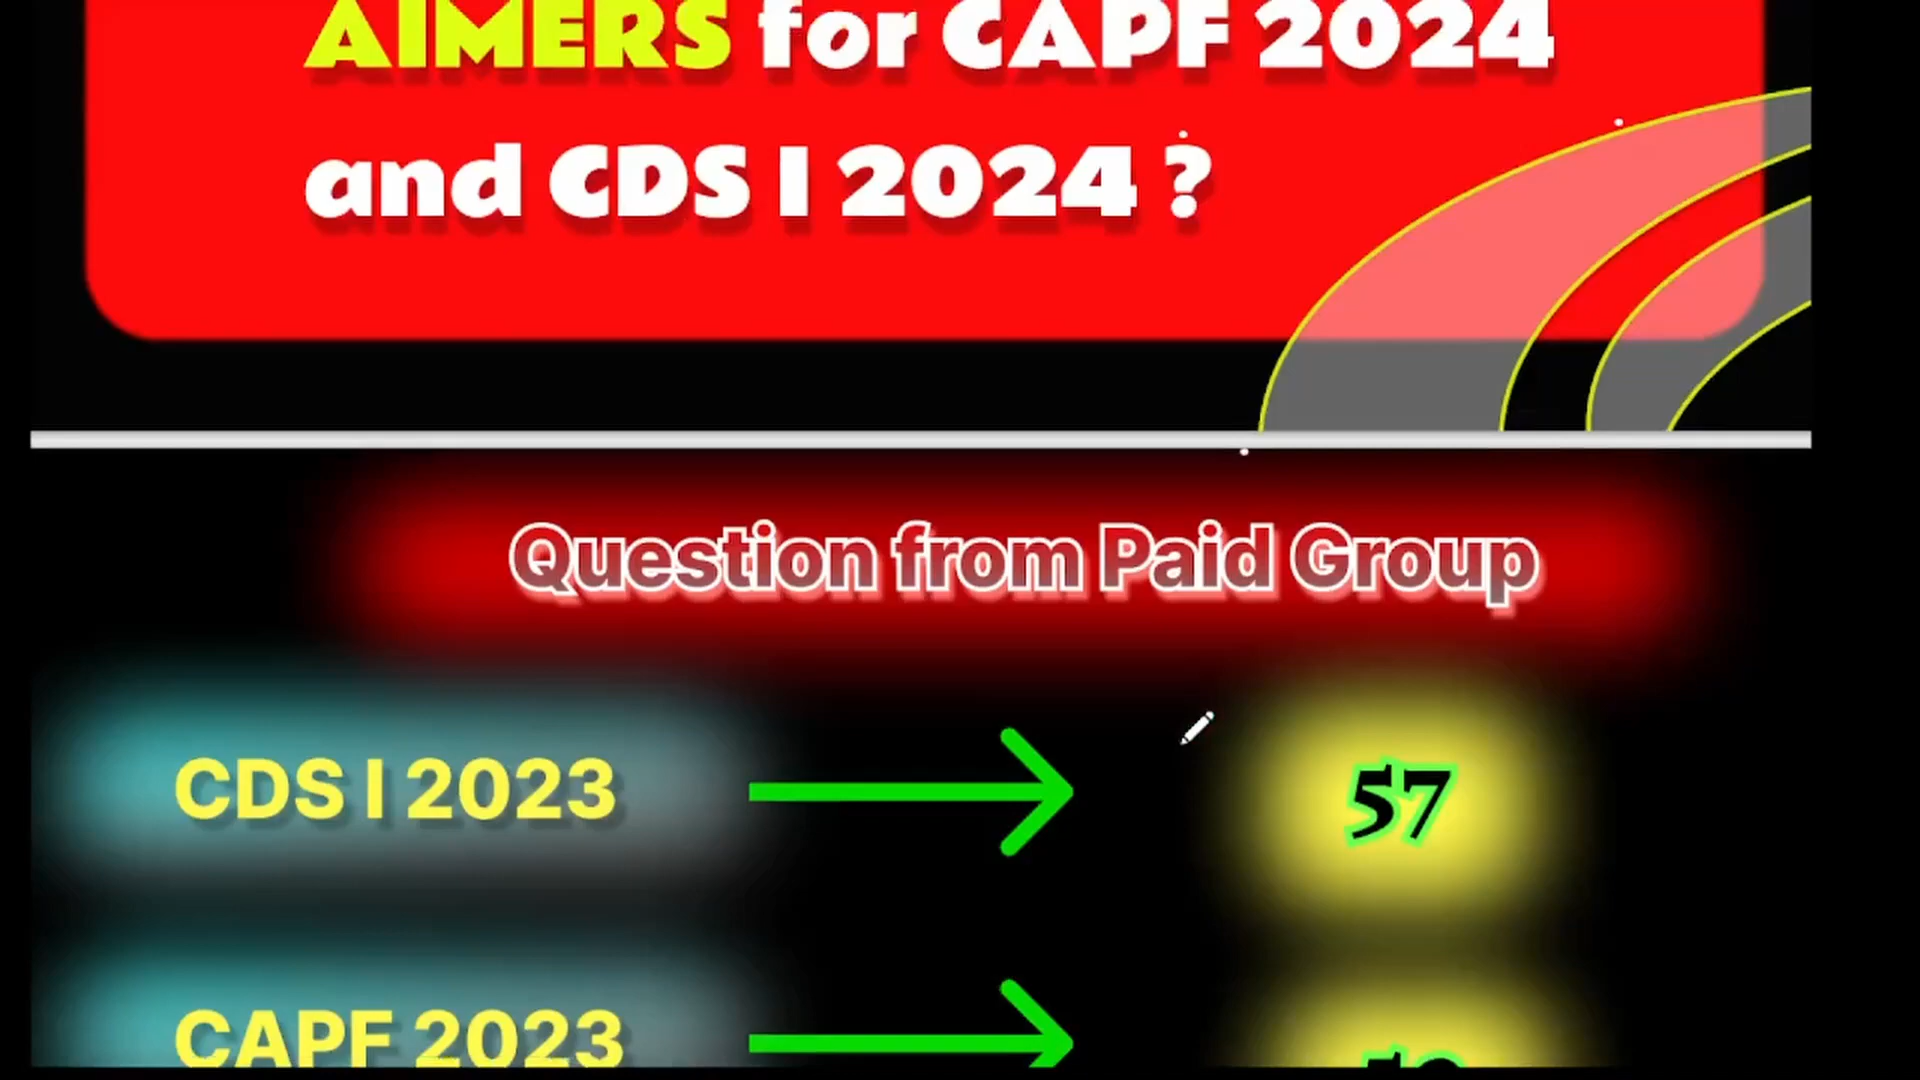 AIMERS for CAPF 2024
and CDS I 2024 ?
Question from Paid Group
CDS I 2023
57
CAPF 2023